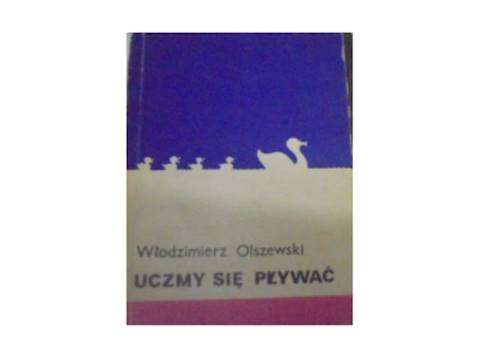 Włodzimierz Olszewski
UCZMY SIĘ PŁYWAĆ